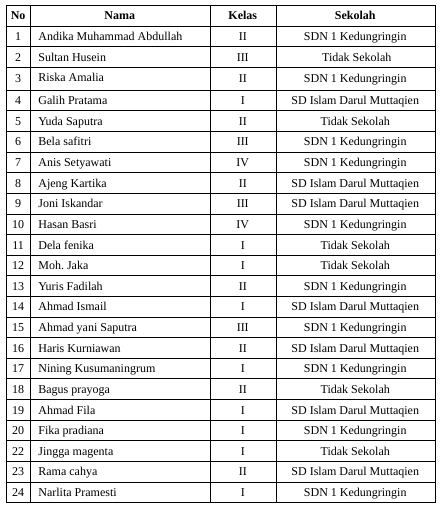 No Nama Kelas Sekolah
1 Andika Muhammad Abdullah II SDN 1 Kedungringin
2 Sultan Husein III Tidak Sekolah
3 Riska Amalia II SDN 1 Kedungringin
4 Galih Pratama I SD Islam Darul Muttaqien
5 Yuda Saputra II Tidak Sekolah
6 Bela safitri III SDN 1 Kedungringin
7 Anis Setyawati IV SDN 1 Kedungringin
8 Ajeng Kartika II SD Islam Darul Muttaqien
9 Joni Iskandar III SD Islam Darul Muttaqien
10 Hasan Basri IV SDN 1 Kedungringin
11 Dela fenika I Tidak Sekolah
12 Moh. Jaka I Tidak Sekolah
13 Yuris Fadilah II SDN 1 Kedungringin
14 Ahmad Ismail I SD Islam Darul Muttaqien
15 Ahmad yani Saputra III SDN 1 Kedungringin
16 Haris Kurniawan II SD Islam Darul Muttaqien
17 Nining Kusumaningrum I SDN 1 Kedungringin
18 Bagus prayoga II Tidak Sekolah
19 Ahmad Fila I SD Islam Darul Muttaqien
20 Fika pradiana I SDN 1 Kedungringin
22 Jingga magenta I Tidak Sekolah
23 Rama cahya II SD Islam Darul Muttaqien
24 Narlita Pramesti I SDN 1 Kedungringin